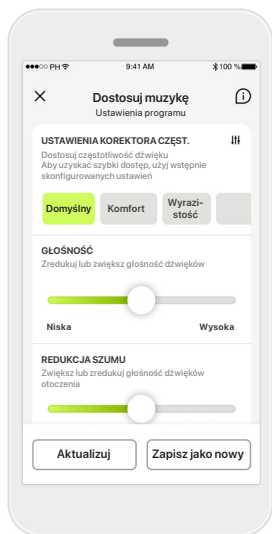 ●●●○○ PH 9:41 AM 100 %
Dostosuj muzykę
Ustawienia programu
USTAWIENIA KOREKTORA CZĘST.
Dostosuj częstotliwość dźwięku
Aby uzyskać szybki dostęp, użyj wstępnie
skonfigurowanych ustawień
Domyślny Komfort Wyrazi-
stość
GŁOŚNOŚĆ
Zredukuj lub zwiększ głośność dźwięków
Niska Wysoka
REDUKCJA SZUMU
Zwiększ lub zredukuj głośność dźwięków
otoczenia
Aktualizuj Zapisz jako nowy